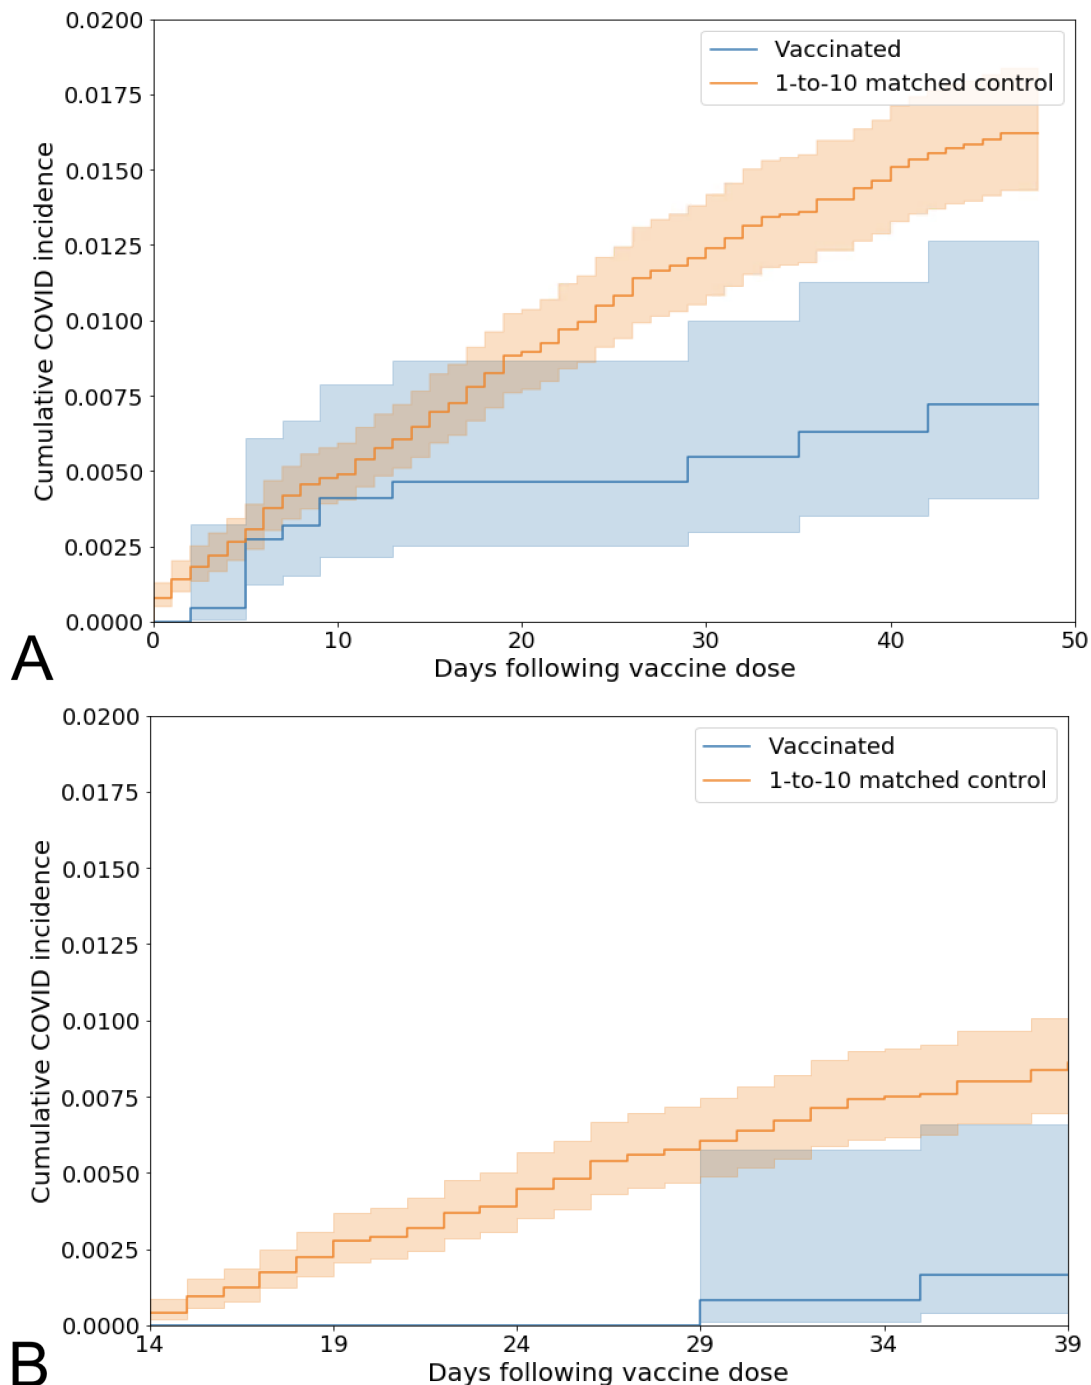 0.0200
0.0175
0.0150
0.0125
0.0100
0.0075
0.0050
0.0025
0.0000
Cumulative COVID incidence
Vaccinated
1-to-10 matched control
0 10 20 30 40 50
Days following vaccine dose
A
0.0200
0.0175
0.0150
0.0125
0.0100
0.0075
0.0050
0.0025
0.0000
Cumulative COVID incidence
Vaccinated
1-to-10 matched control
14 19 24 29 34 39
Days following vaccine dose
B